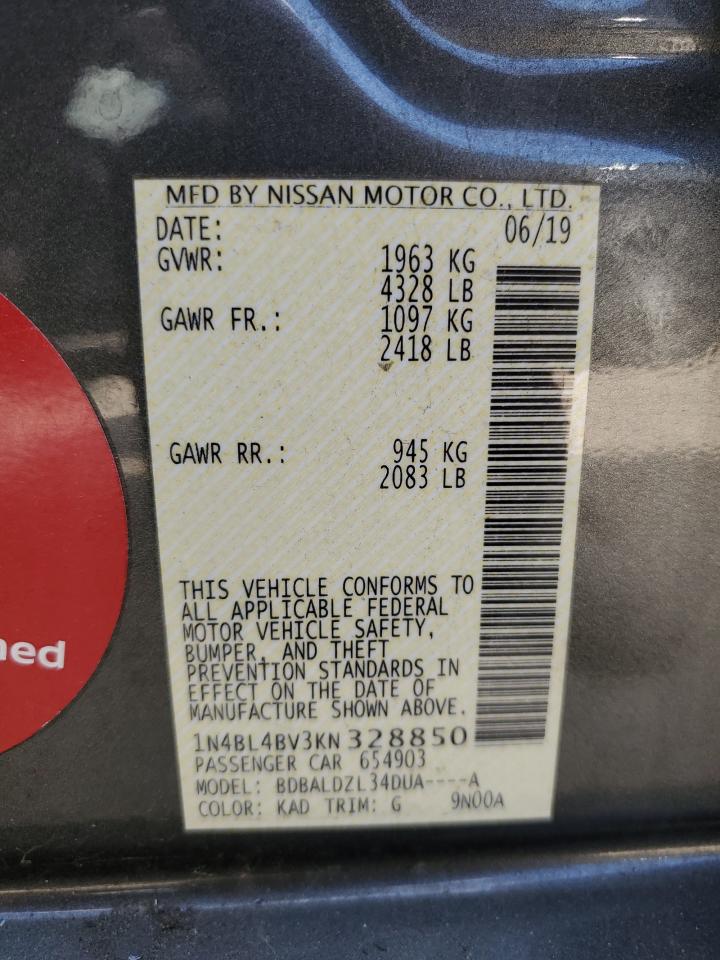 MFD BY NISSAN MOTOR CO., LTD.
DATE: 06/19
GVWR: 1963 KG
4328 LB
GAWR FR.: 1097 KG
2418 LB
GAWR RR.: 945 KG
2083 LB
THIS VEHICLE CONFORMS TO
ALL APPLICABLE FEDERAL
MOTOR VEHICLE SAFETY,
BUMPER, AND THEFT
PREVENTION STANDARDS IN
EFFECT ON THE DATE OF
MANUFACTURE SHOWN ABOVE.
1N4BL4BV3KN328850
PASSENGER CAR 654903
MODEL: BDBALDZL34DUA----A
COLOR: KAD TRIM: G 9N00A